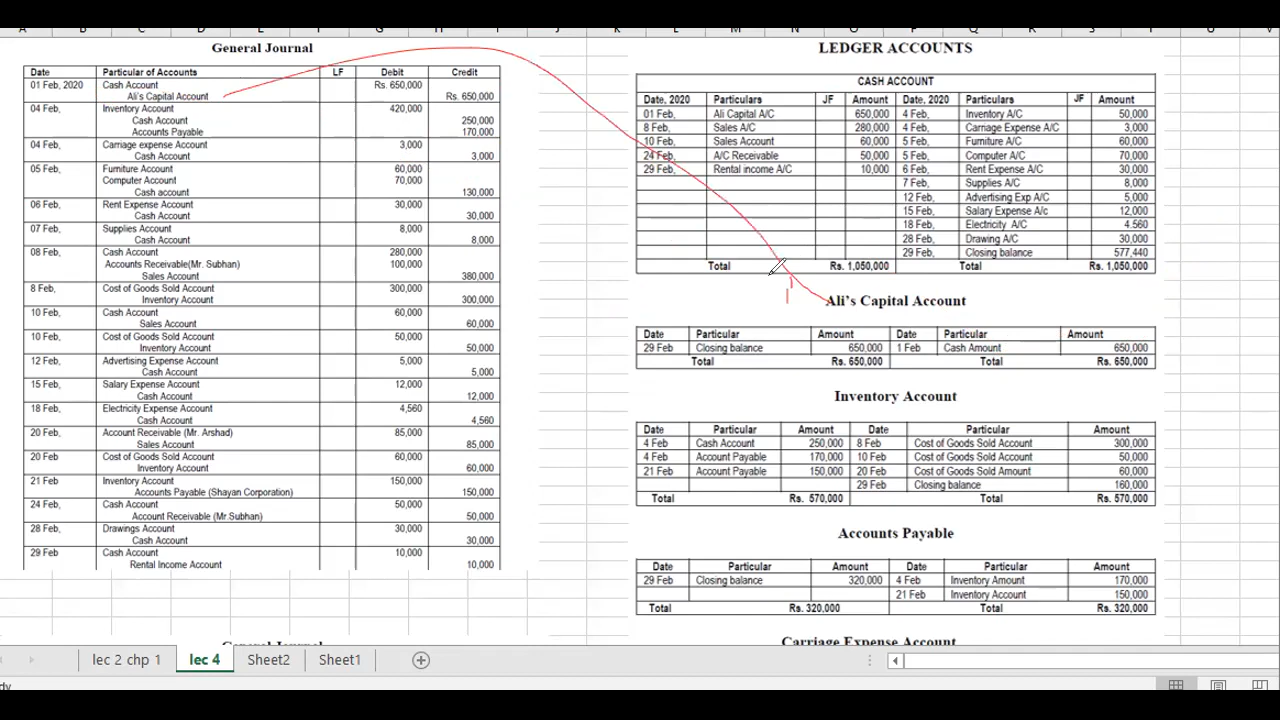 General Journal
Date Particular of Accounts LF Debit Credit
01 Feb, 2020 Cash Account Rs. 650,000
Ali's Capital Account Rs. 650,000
04 Feb, Inventory Account 420,000
Cash Account 250,000
Accounts Payable 170,000
04 Feb, Carriage expense Account 3,000
Cash Account 3,000
05 Feb, Furniture Account 60,000
Computer Account 70,000
Cash account 130,000
06 Feb, Rent Expense Account 30,000
Cash Account 30,000
07 Feb, Supplies Account 8,000
Cash Account 8,000
08 Feb, Cash Account 280,000
Accounts Receivable(Mr. Subhan) 100,000
Sales Account 380,000
8 Feb, Cost of Goods Sold Account 300,000
Inventory Account 300,000
10 Feb, Cash Account 60,000
Sales Account 60,000
10 Feb, Cost of Goods Sold Account 50,000
Inventory Account 50,000
12 Feb, Advertising Expense Account 5,000
Cash Account 5,000
15 Feb, Salary Expense Account 12,000
Cash Account 12,000
18 Feb, Electricity Expense Account 4,560
Cash Account 4,560
20 Feb, Account Receivable (Mr. Arshad) 85,000
Sales Account 85,000
20 Feb Cost of Goods Sold Account 60,000
Inventory Account 60,000
21 Feb Inventory Account 150,000
Accounts Payable (Shayan Corporation) 150,000
24 Feb, Cash Account 50,000
Account Receivable (Mr.Subhan) 50,000
28 Feb, Drawings Account 30,000
Cash Account 30,000
29 Feb Cash Account 10,000
Rental Income Account 10,000
General Journal
LEDGER ACCOUNTS
CASH ACCOUNT
Date, 2020 Particulars JF Amount Date, 2020 Particulars JF Amount
01 Feb, Ali Capital A/C 650,000 4 Feb, Inventory A/C 50,000
8 Feb, Sales A/C 280,000 4 Feb, Carriage Expense A/C 3,000
10 Feb, Sales Account 60,000 5 Feb, Furniture A/C 60,000
24 Feb, A/C Receivable 50,000 5 Feb, Computer A/C 70,000
29 Feb, Rental income A/C 10,000 6 Feb, Rent Expense A/C 30,000
7 Feb, Supplies A/C 8,000
12 Feb, Advertising Exp A/C 5,000
15 Feb, Salary Expense A/c 12,000
18 Feb, Electricity A/C 4.560
28 Feb, Drawing A/C 30,000
29 Feb, Closing balance 577,440
Total Rs. 1,050,000 Total Rs. 1,050,000
Ali's Capital Account
Date Particular Amount Date Particular Amount
29 Feb Closing balance 650,000 1 Feb Cash Amount 650,000
Total Rs. 650,000 Total Rs. 650,000
Inventory Account
Date Particular Amount Date Particular Amount
4 Feb Cash Account 250,000 8 Feb Cost of Goods Sold Account 300,000
4 Feb Account Payable 170,000 10 Feb Cost of Goods Sold Account 50,000
21 Feb Account Payable 150,000 20 Feb Cost of Goods Sold Amount 60,000
29 Feb Closing balance 160,000
Total Rs. 570,000 Total Rs. 570,000
Accounts Payable
Date Particular Amount Date Particular Amount
29 Feb Closing balance 320,000 4 Feb Inventory Amount 170,000
21 Feb Inventory Account 150,000
Total Rs. 320,000 Total Rs. 320,000
Carriage Expense Account
lec 2 chp 1 lec 4 Sheet2 Sheet1